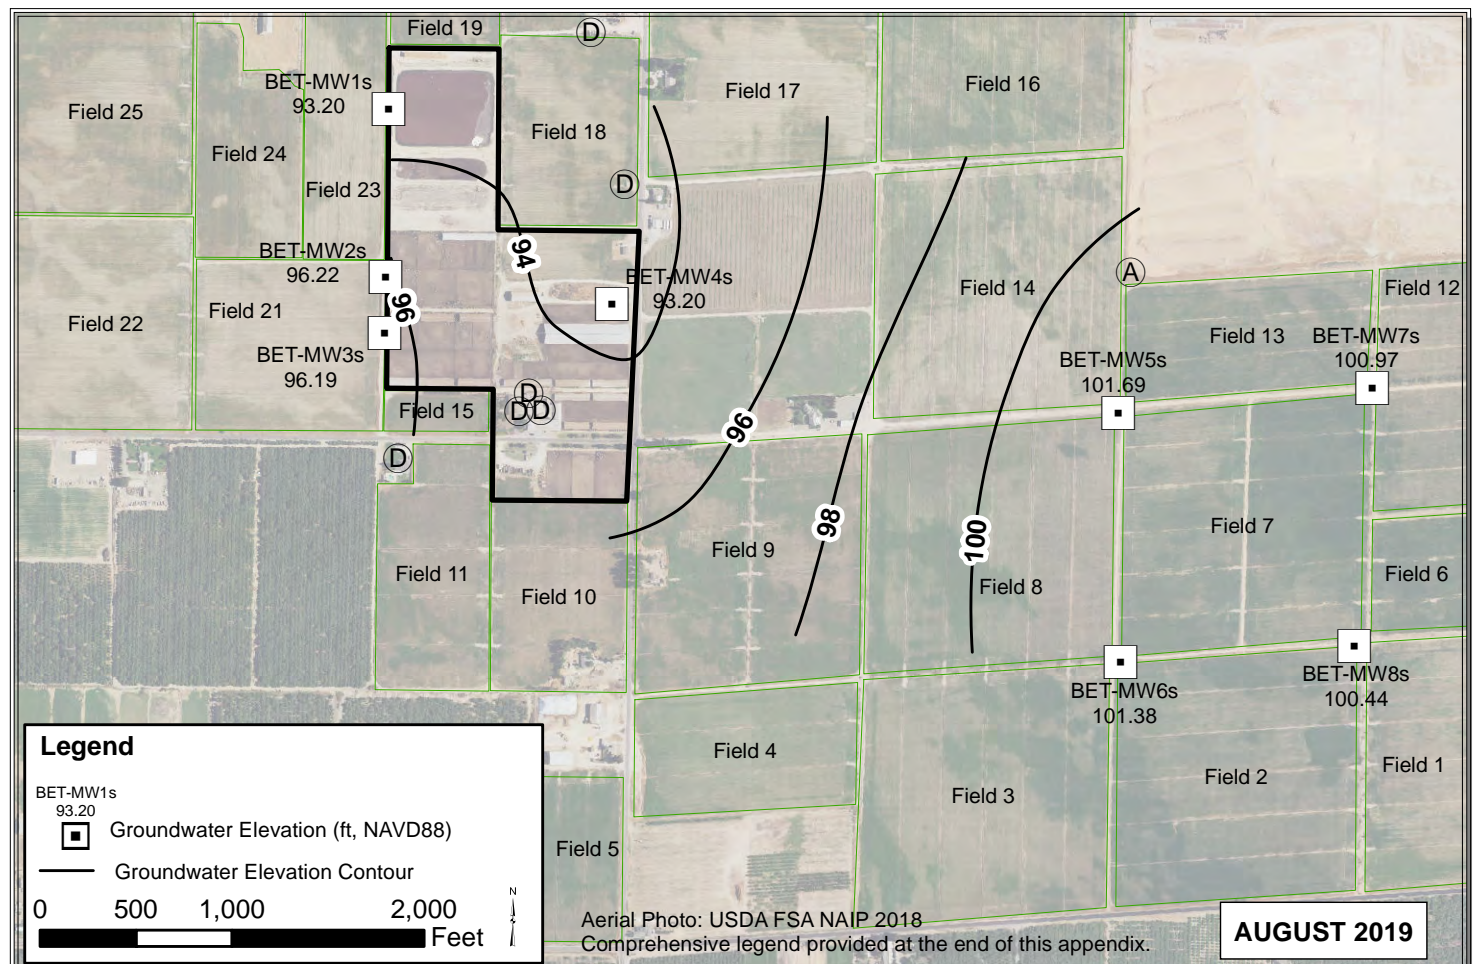 Field 19
D
BET-MW1s
93.20
Field 25
Field 24
Field 23
Field 18
Field 17
Field 16
D
BET-MW2s
96.22
94
BET-MW4s
93.20
A
Field 14
Field 12
Field 22
Field 21
96
BET-MW3s
96.19
Field 13
BET-MW7s
100.97
BET-MW5s
101.69
D
D
D
Field 15
96
D
98
100
Field 9
Field 7
Field 11
Field 10
Field 8
Field 6
BET-MW6s
101.38
BET-MW8s
100.44
Field 4
Field 3
Field 2
Field 1
Field 5
Legend
BET-MW1s
93.20
Groundwater Elevation (ft, NAVD88)
Groundwater Elevation Contour
0 500 1,000 2,000
Feet
N
Aerial Photo: USDA FSA NAIP 2018
Comprehensive legend provided at the end of this appendix.
AUGUST 2019